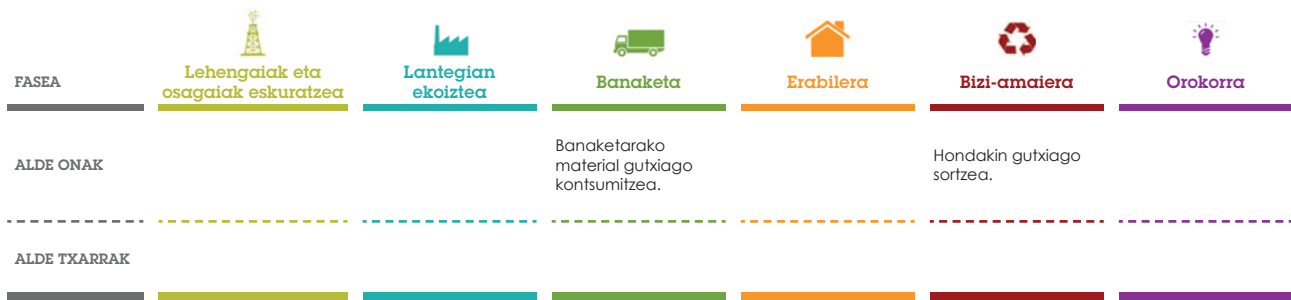 FASEA
Lehengaiak eta
osagaiak eskuratzea
Lantegian
ekoiztea
Banaketa
Erabilera
Bizi-amaiera
Orokorra
ALDE ONAK
Banaketarako
material gutxiago
kontsumitzea.
Hondakin gutxiago
sortzea.
ALDE TXARRAK